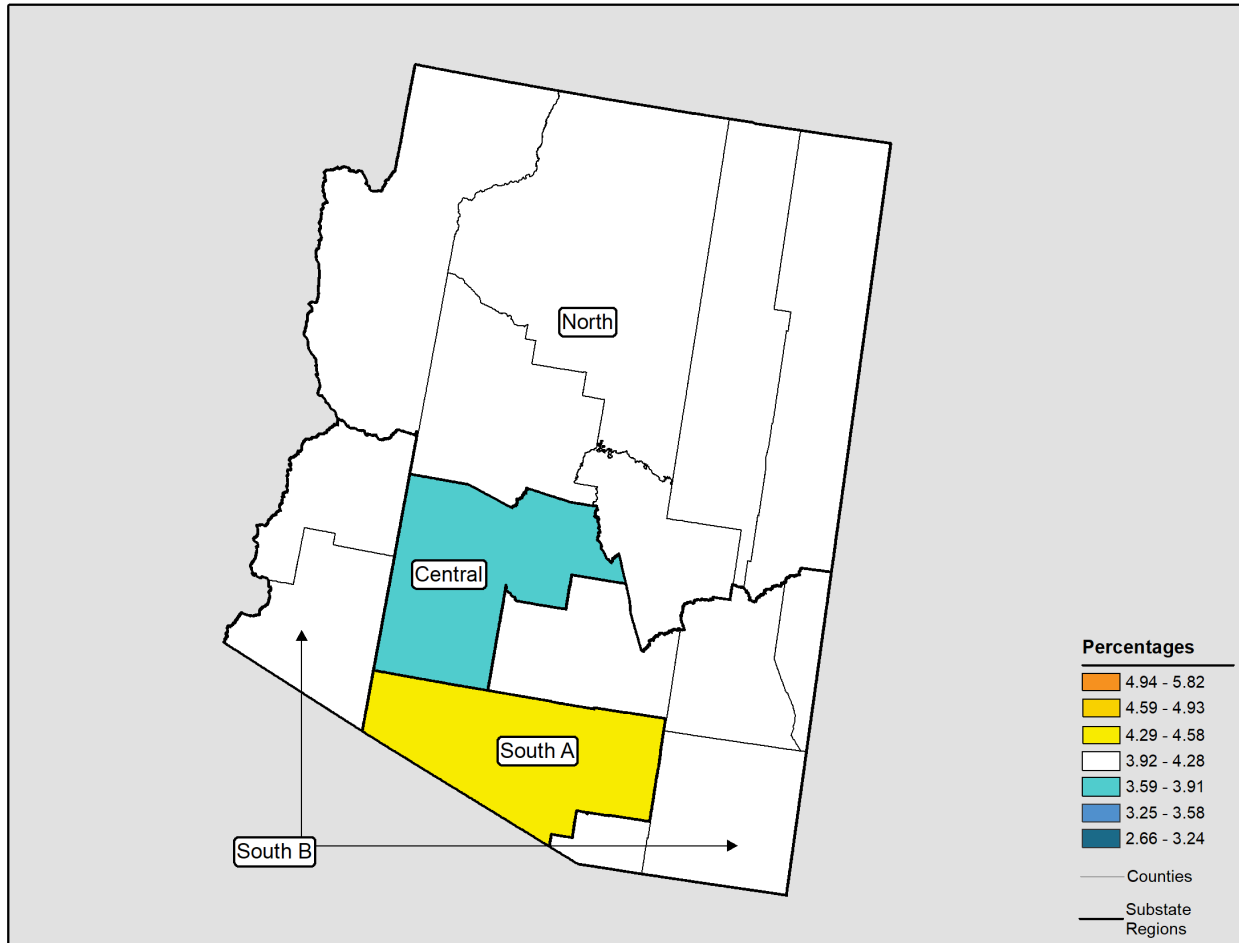 North
Central
South A
South B
Percentages
4.94 - 5.82
4.59 - 4.93
4.29 - 4.58
3.92 - 4.28
3.59 - 3.91
3.25 - 3.58
2.66 - 3.24
Counties
Substate
Regions